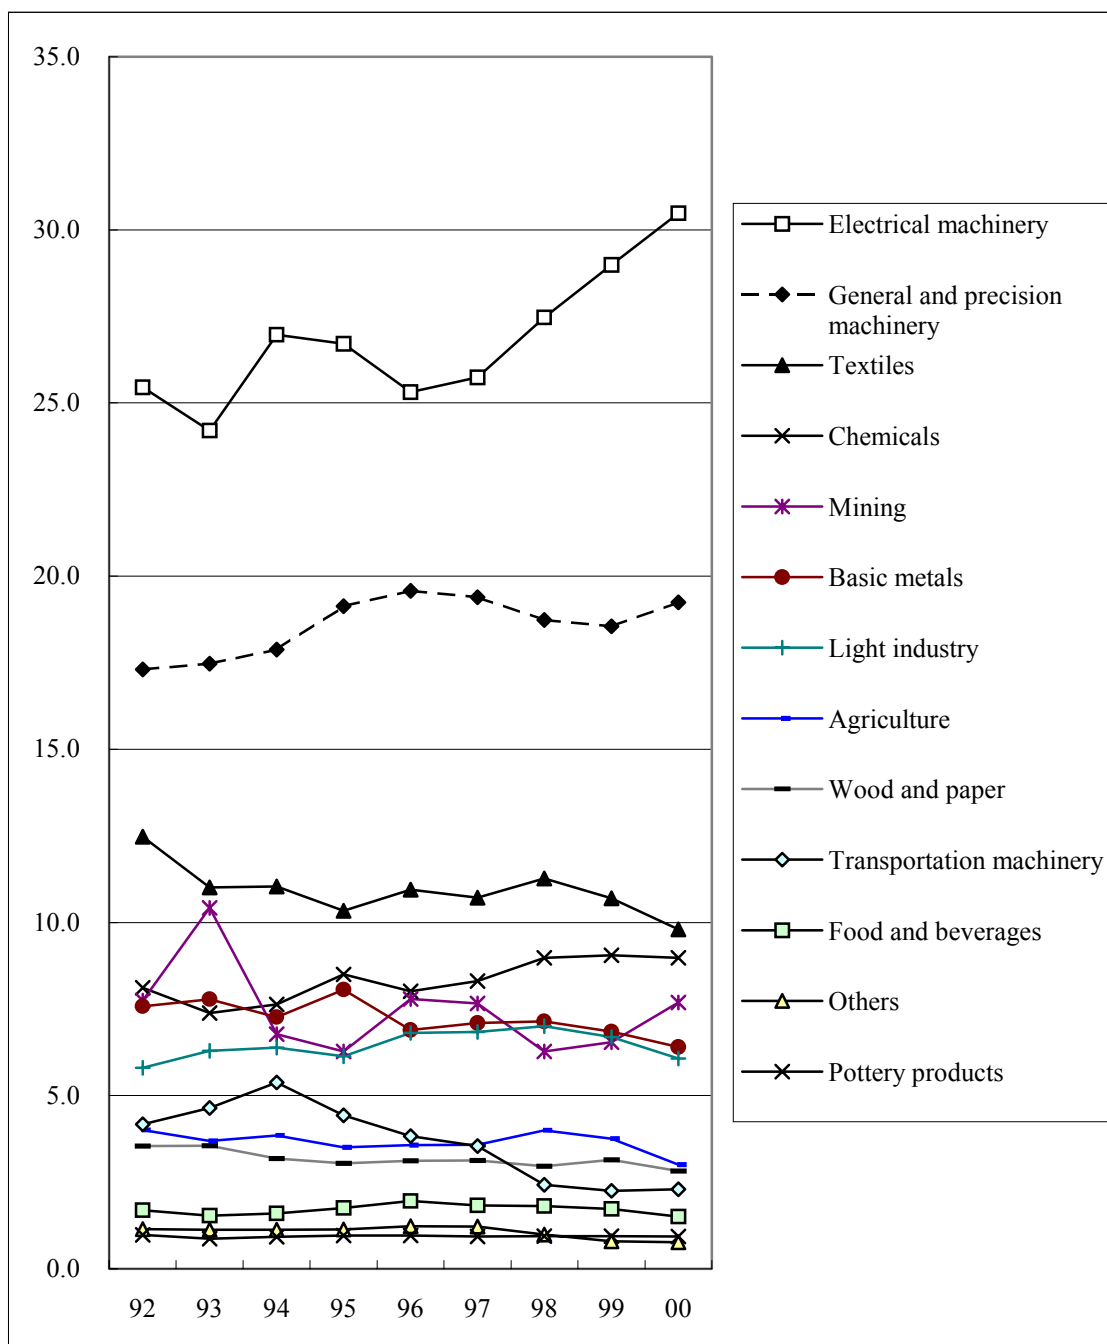 35.0
30.0
25.0
20.0
15.0
10.0
5.0
0.0
92 93 94 95 96 97 98 99 00
Electrical machinery
General and precision
machinery
Textiles
Chemicals
Mining
Basic metals
Light industry
Agriculture
Wood and paper
Transportation machinery
Food and beverages
Others
Pottery products